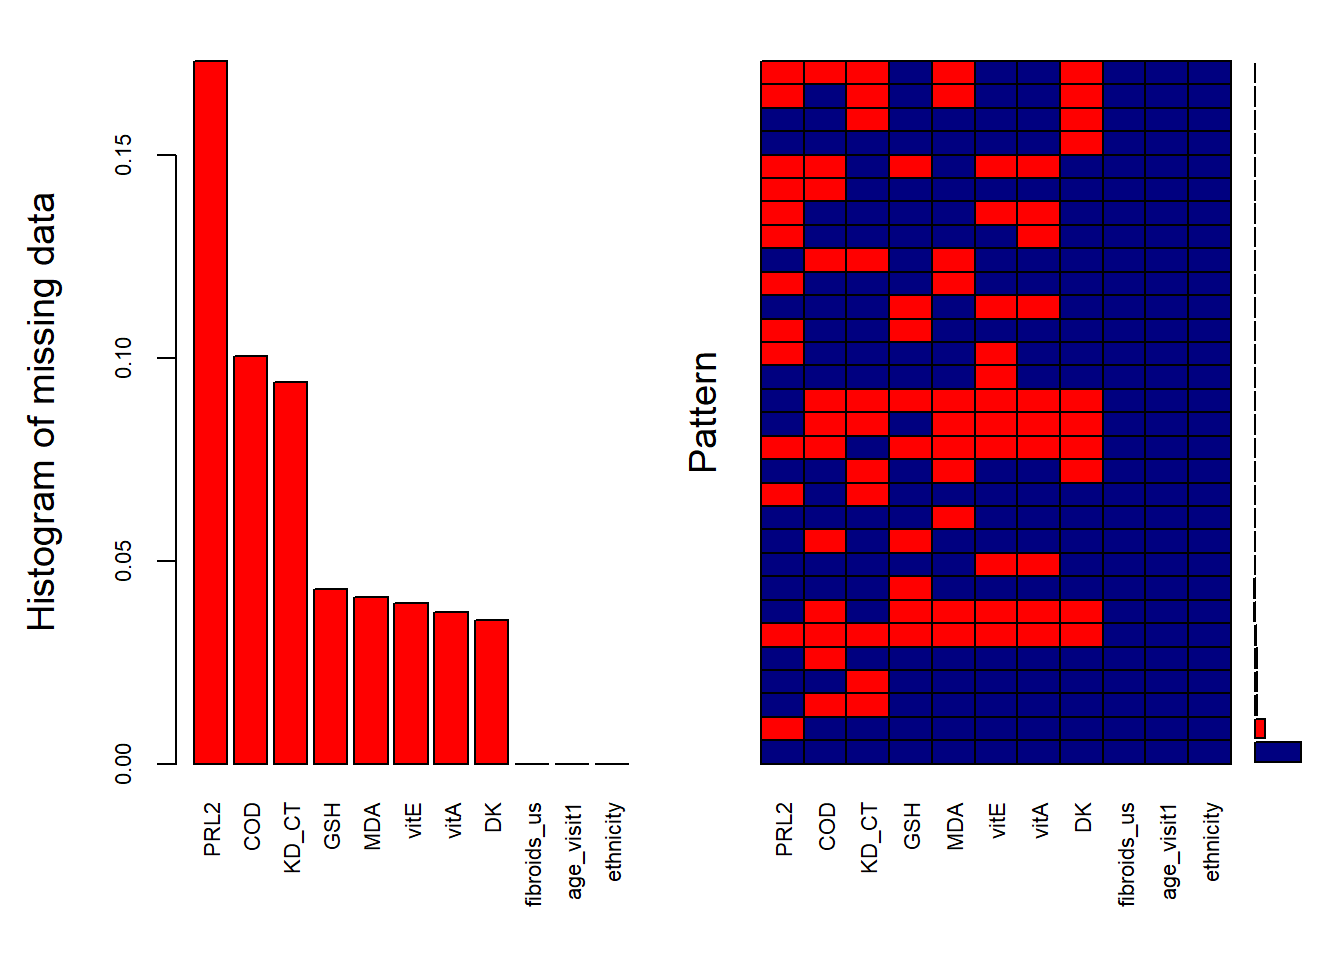 Histogram of missing data
0.15
0.10
0.05
0.00
PRL2
COD
KD_CT
GSH
MDA
vitE
vitA
DK
fibroids_us
age_visit1
ethnicity
Pattern
PRL2
COD
KD_CT
GSH
MDA
vitE
vitA
DK
fibroids_us
age_visit1
ethnicity